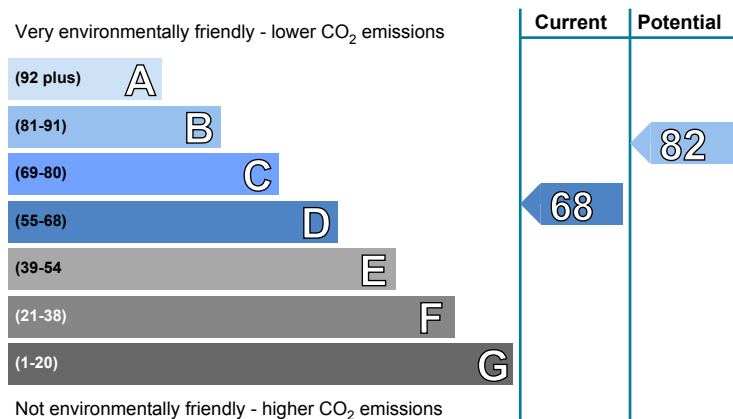 Very environmentally friendly - lower CO₂ emissions
Current
Potential
(92 plus) A
(81-91) B
(69-80) C
(55-68) D
(39-54 E
(21-38) F
(1-20) G
82
68
Not environmentally friendly - higher CO₂ emissions